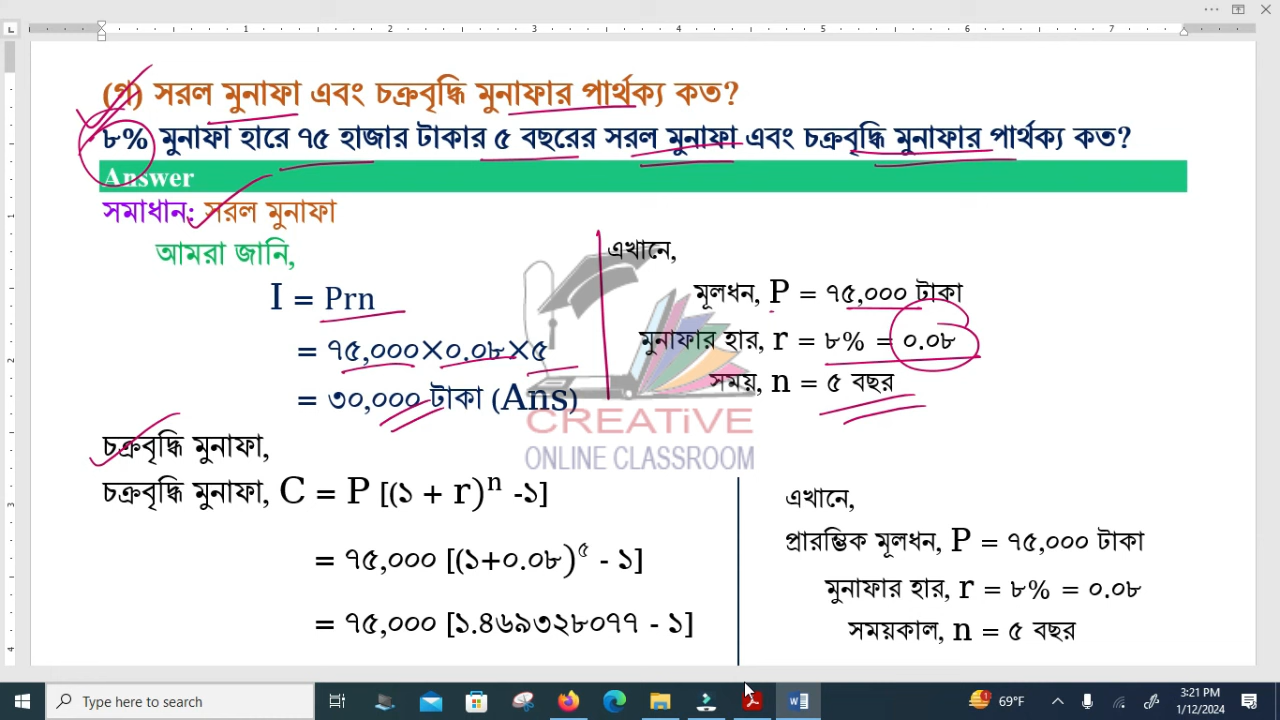 (গ) সরল মুনাফা এবং চক্রবৃদ্ধি মুনাফার পার্থক্য কত?
৮% মুনাফা হারে ৭৫ হাজার টাকার ৫ বছরের সরল মুনাফা এবং চক্রবৃদ্ধি মুনাফার পার্থক্য কত?
Answer
সমাধান: সরল মুনাফা
আমরা জানি,
I = Prn
= ৭৫,০০০×০.০৮×৫
= ৩০,০০০ টাকা (Ans)
এখানে,
মূলধন, P = ৭৫,০০০ টাকা
মুনাফার হার, r = ৮% = ০.০৮
সময়, n = ৫ বছর
CREATIVE
ONLINE CLASSROOM
চক্রবৃদ্ধি মুনাফা,
চক্রবৃদ্ধি মুনাফা, C = P [(১ + r)ⁿ -১]
= ৭৫,০০০ [(১+০.০৮)^৫ - ১]
= ৭৫,০০০ [১.৪৬৯৩২৮০৭৭ - ১]
এখানে,
প্রারম্ভিক মূলধন, P = ৭৫,০০০ টাকা
মুনাফার হার, r = ৮% = ০.০৮
সময়কাল, n = ৫ বছর
Type here to search
69°F
3:21 PM
1/12/2024